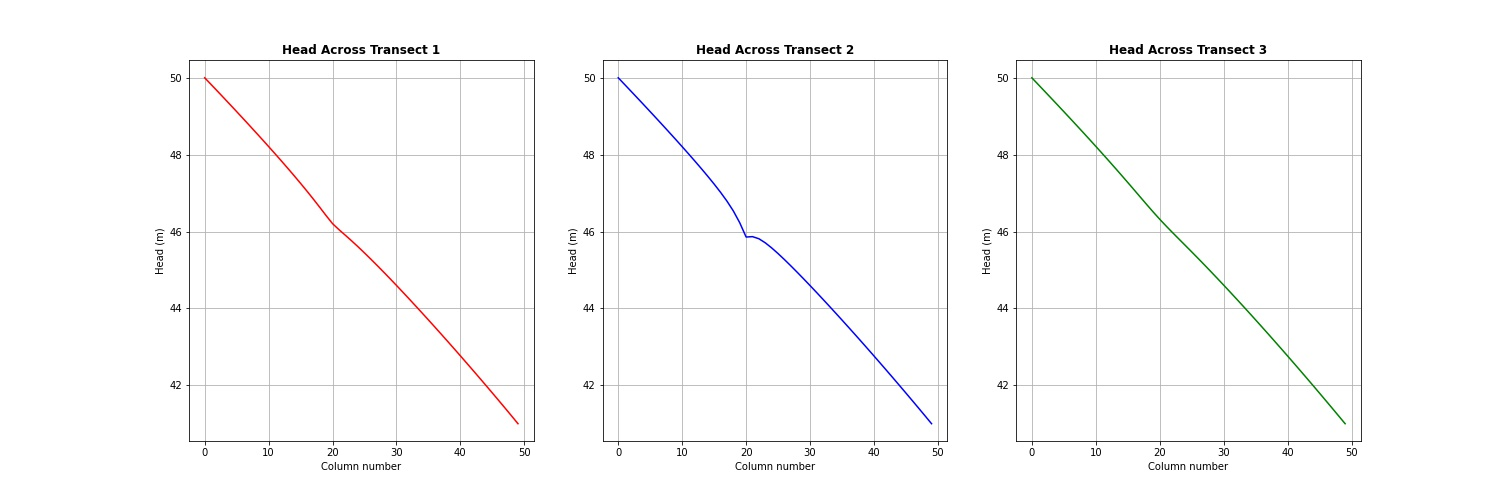 Head Across Transect 1
50
48
46
44
42
Head (m)
0 10 20 30 40 50
Column number
Head Across Transect 2
50
48
46
44
42
Head (m)
0 10 20 30 40 50
Column number
Head Across Transect 3
50
48
46
44
42
Head (m)
0 10 20 30 40 50
Column number